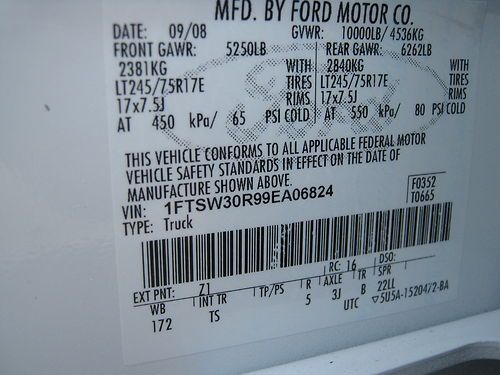 MFD. BY FORD MOTOR CO.
DATE: 09/08 GVWR: 10000LB/ 4536KG
FRONT GAWR: 5250LB REAR GAWR: 6262LB
2381KG WITH 2840KG WITH
LT245/75R17E TIRES LT245/75R17E TIRES
17x7.5J RIMS 17x7.5J RIMS
AT 450 kPa/ 65 PSI COLD AT 550 kPa/ 80 PSI COLD
THIS VEHICLE CONFORMS TO ALL APPLICABLE FEDERAL MOTOR
VEHICLE SAFETY STANDARDS IN EFFECT ON THE DATE OF
MANUFACTURE SHOWN ABOVE.
VIN: 1FTSW30R99EA06824 F0352
TYPE: Truck T0665
EXT PNT: Z1 RC: 16 DSO:
WB INT TR TP/PS R AXLE TR SPR
172 TS 5 3J B 22LL
UTC ▽5U5A-15204/2-BA